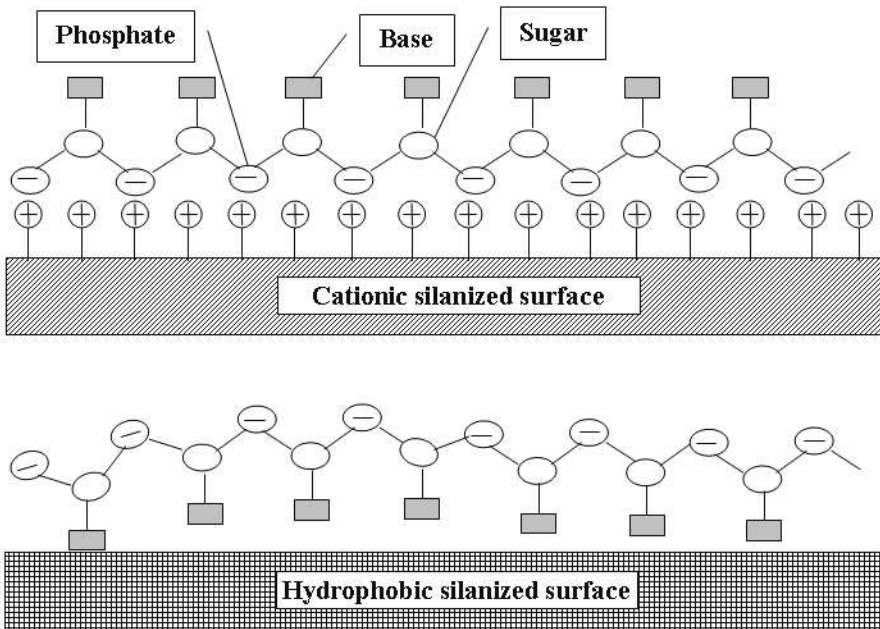 Phosphate
Base
Sugar
Cationic silanized surface
Hydrophobic silanized surface